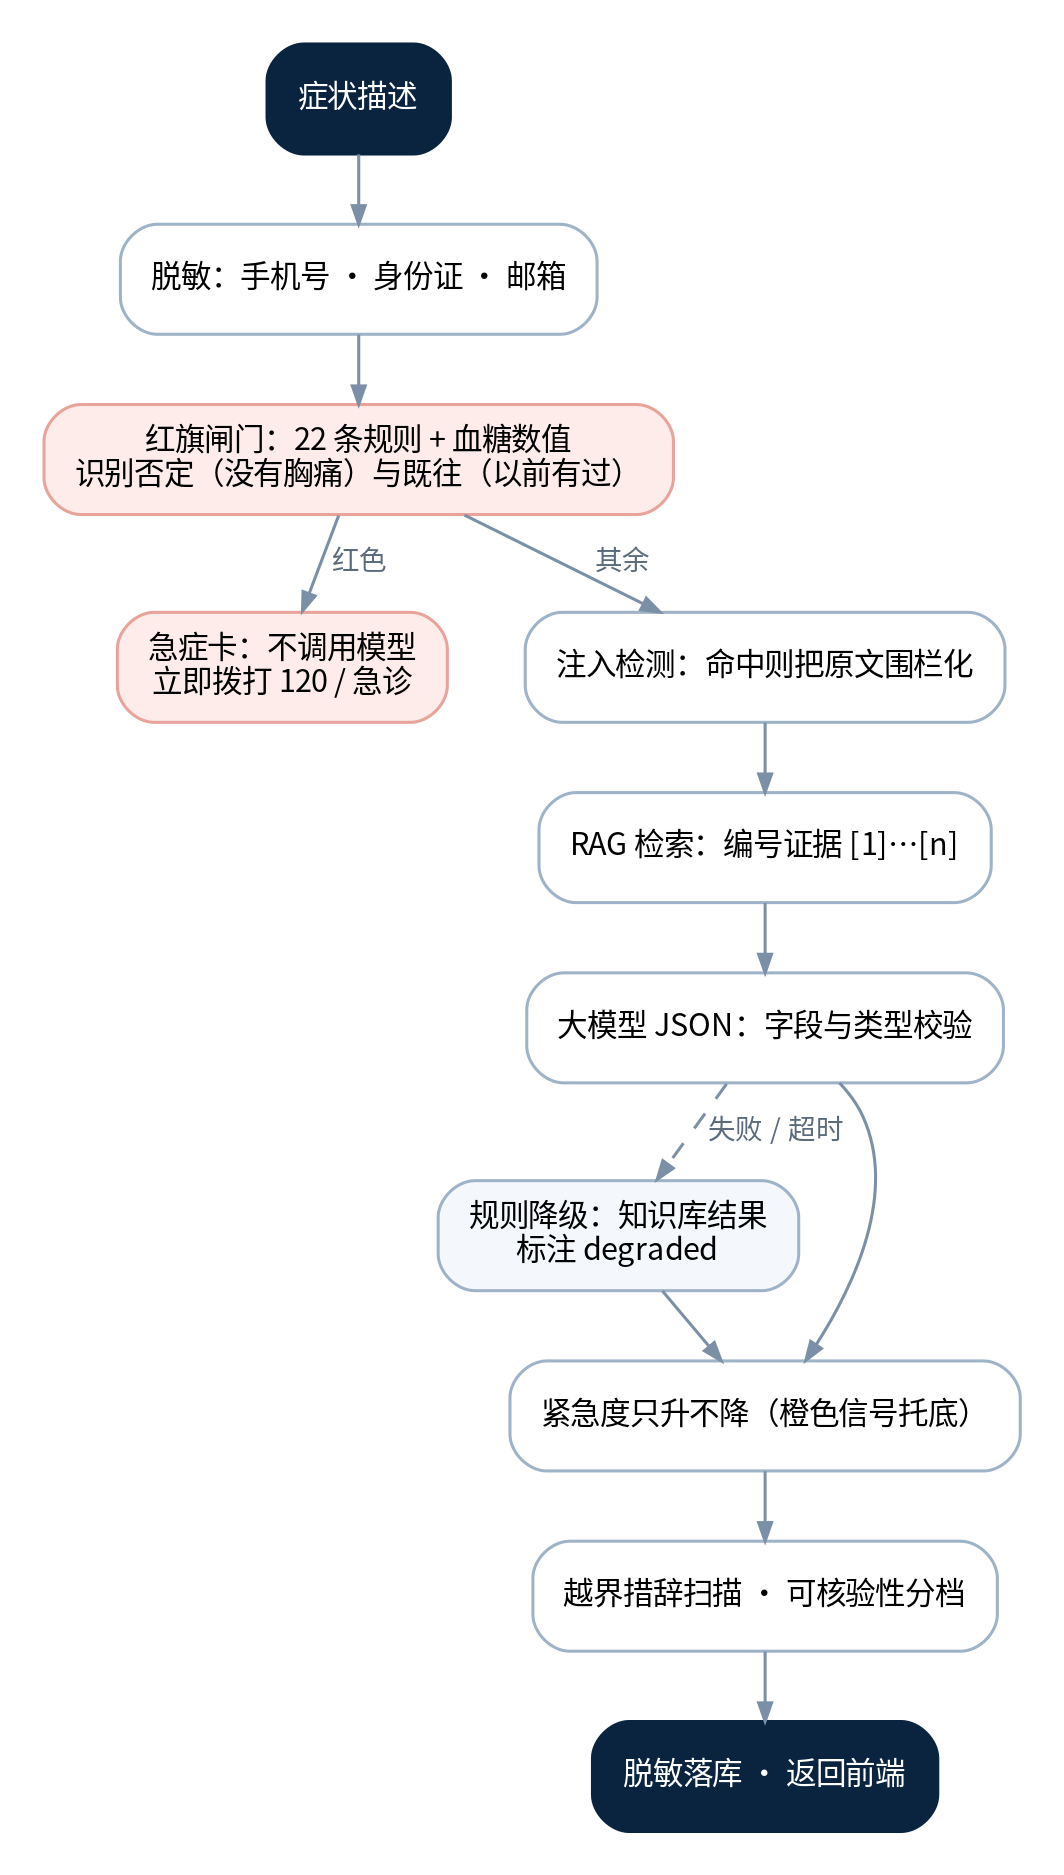 症状描述
脱敏：手机号 · 身份证 · 邮箱
红旗闸门：22 条规则 + 血糖数值
识别否定（没有胸痛）与既往（以前有过）
红色
其余
急症卡：不调用模型
立即拨打 120 / 急诊
注入检测：命中则把原文围栏化
RAG 检索：编号证据 [1]…[n]
大模型 JSON：字段与类型校验
失败 / 超时
规则降级：知识库结果
标注 degraded
紧急度只升不降（橙色信号托底）
越界措辞扫描 · 可核验性分档
脱敏落库 · 返回前端